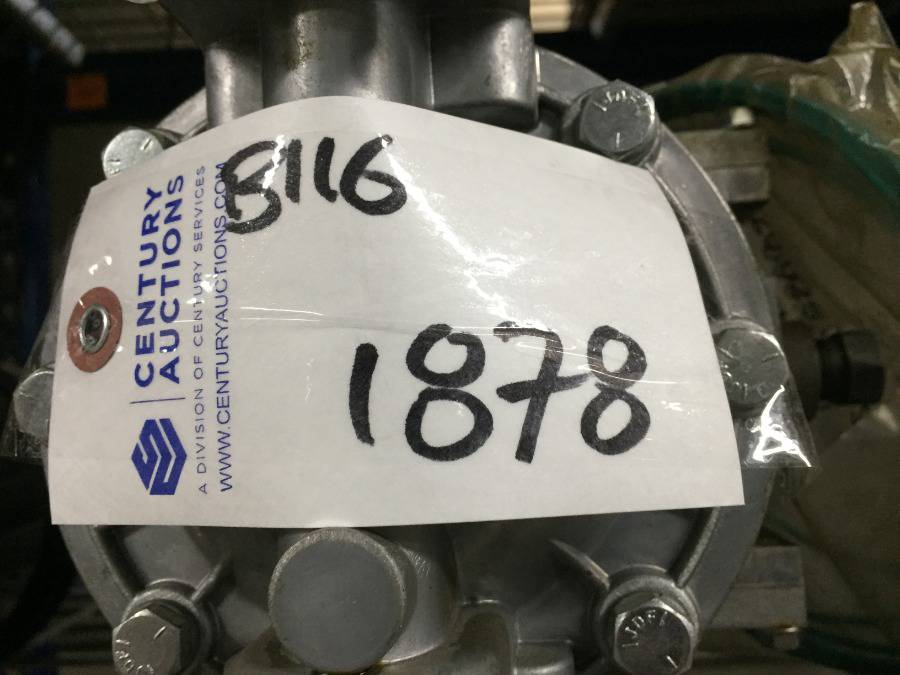 B116
1878
CENTURY
AUCTIONS
A DIVISION OF CENTURY SERVICES
WWW.CENTURYAUCTIONS.COM